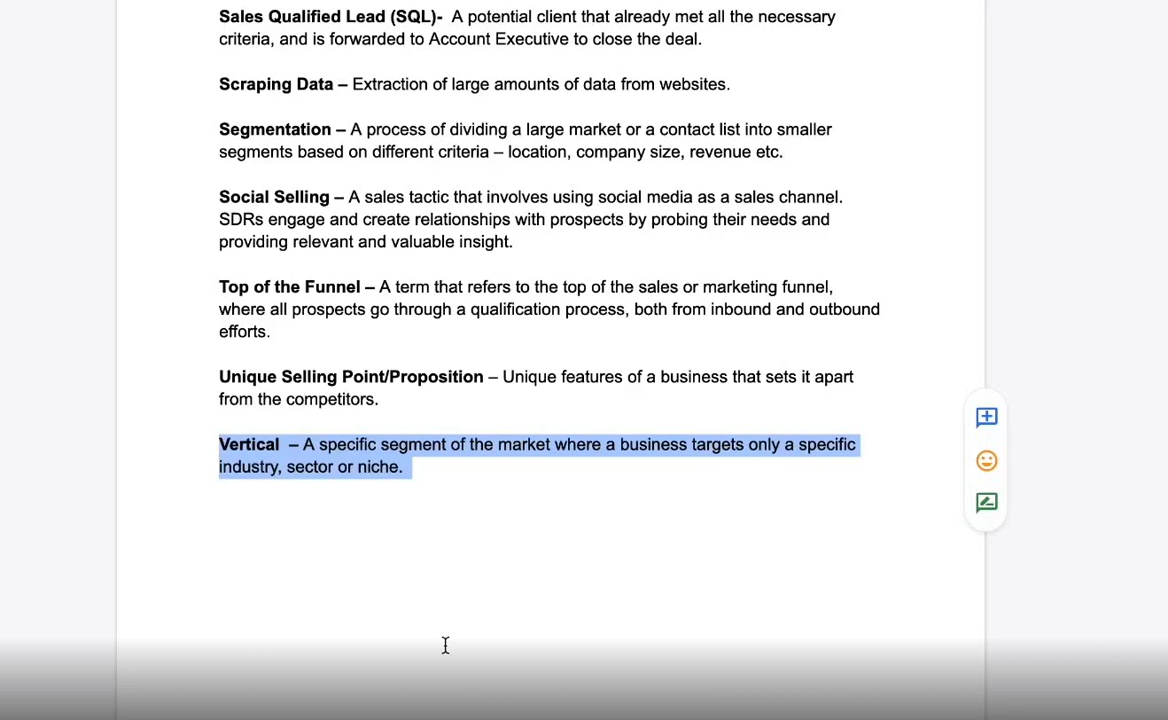 Sales Qualified Lead (SQL)-  A potential client that already met all the necessary
criteria, and is forwarded to Account Executive to close the deal.
Scraping Data – Extraction of large amounts of data from websites.
Segmentation – A process of dividing a large market or a contact list into smaller
segments based on different criteria – location, company size, revenue etc.
Social Selling – A sales tactic that involves using social media as a sales channel.
SDRs engage and create relationships with prospects by probing their needs and
providing relevant and valuable insight.
Top of the Funnel – A term that refers to the top of the sales or marketing funnel,
where all prospects go through a qualification process, both from inbound and outbound
efforts.
Unique Selling Point/Proposition – Unique features of a business that sets it apart
from the competitors.
Vertical  – A specific segment of the market where a business targets only a specific
industry, sector or niche.